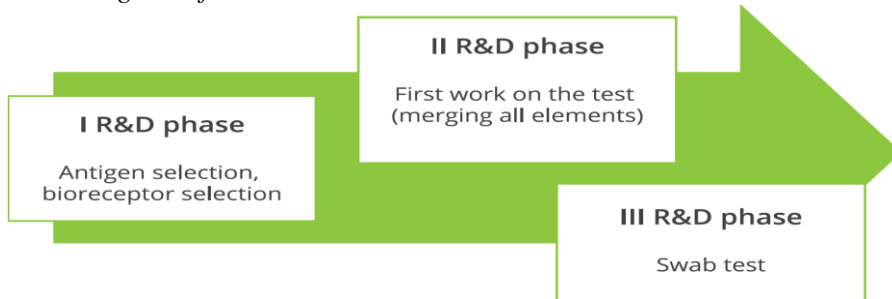 I R&D phase
Antigen selection,
bioreceptor selection
II R&D phase
First work on the test
(merging all elements)
III R&D phase
Swab test